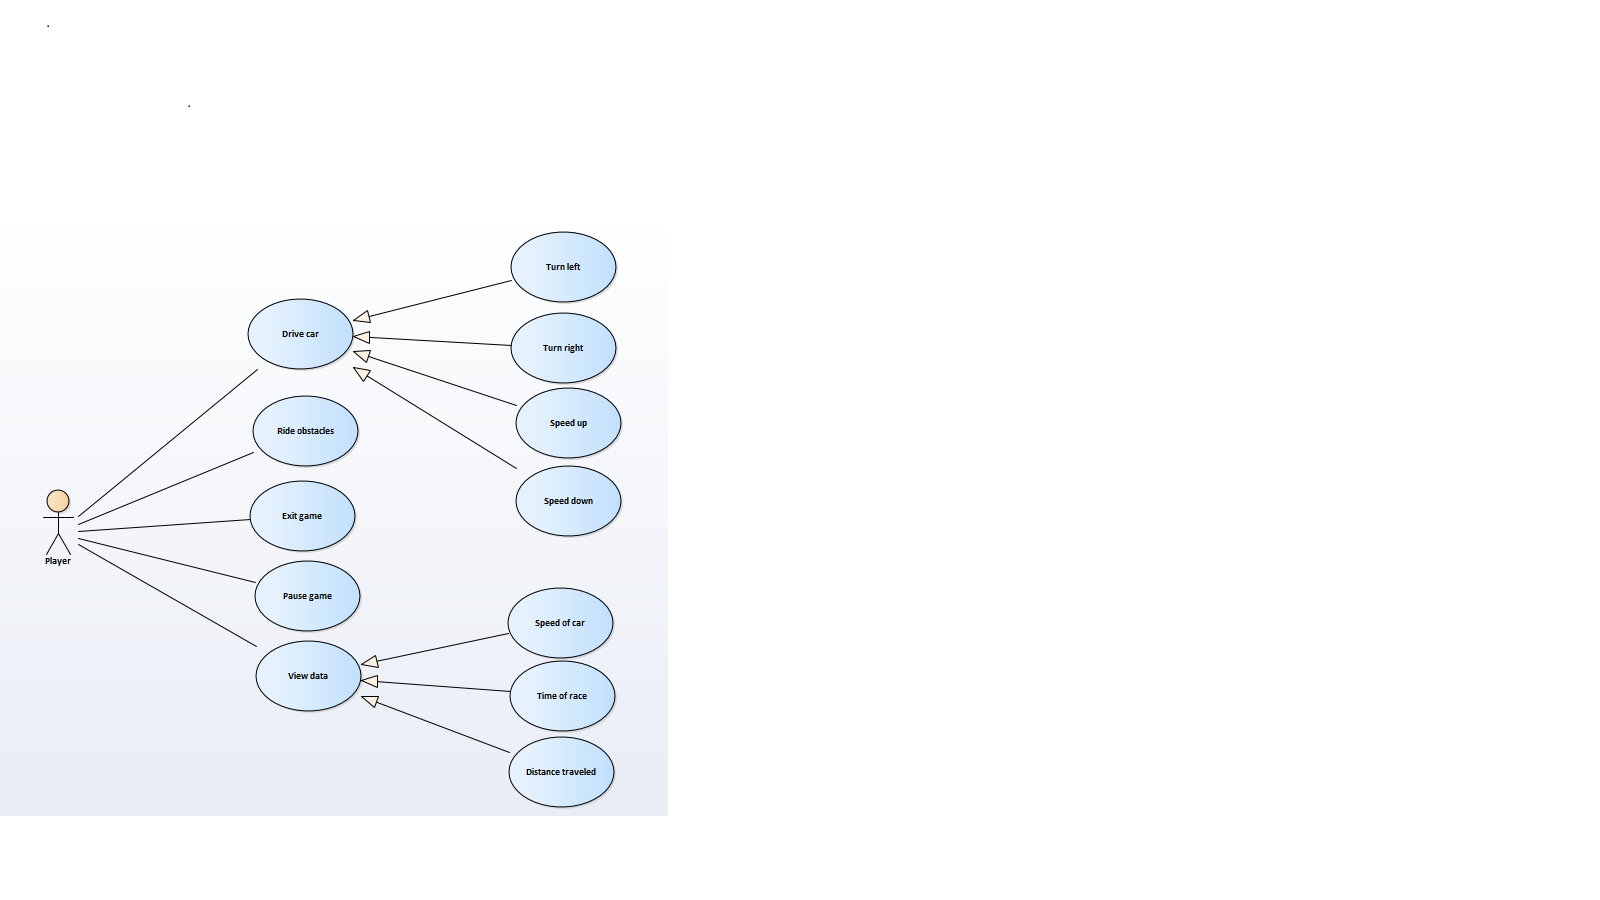 Turn left
Drive car
Turn right
Speed up
Ride obstacles
Speed down
Exit game
Player
Pause game
Speed of car
View data
Time of race
Distance traveled